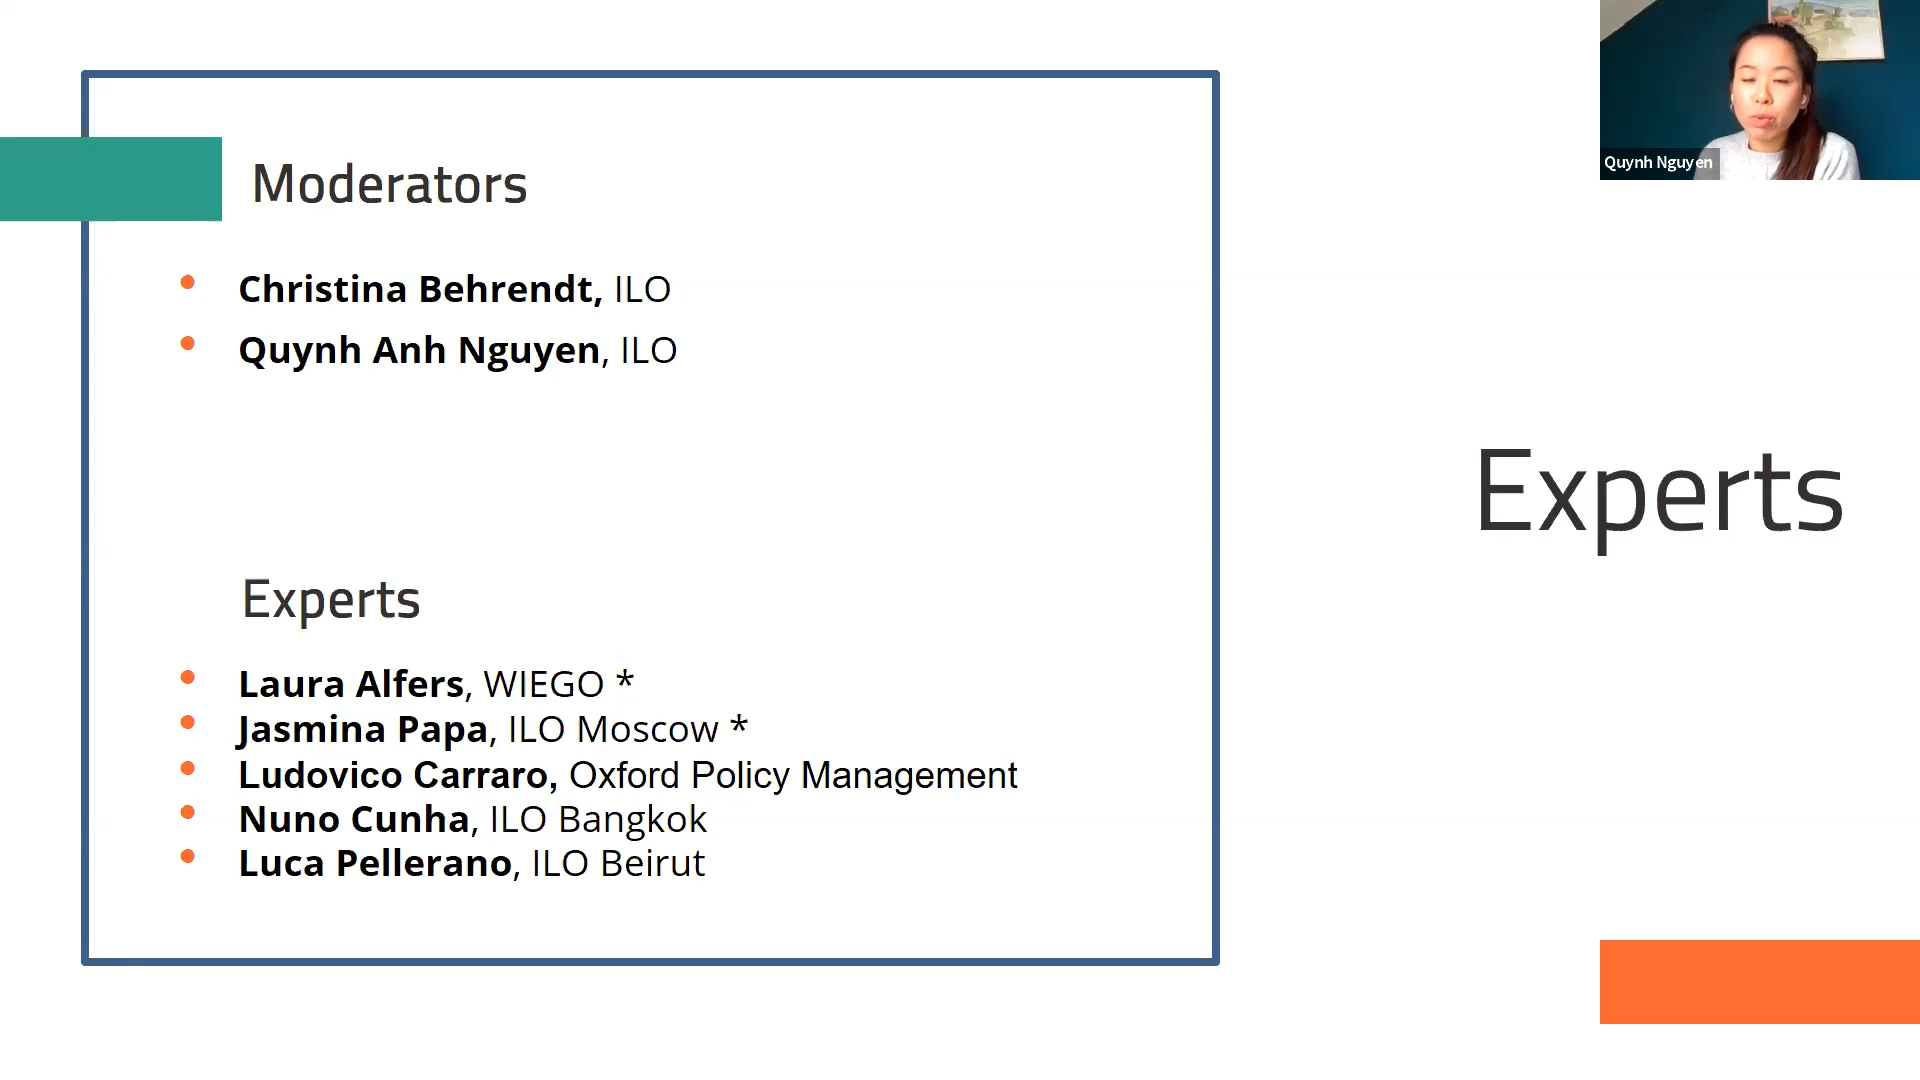 Moderators
Christina Behrendt, ILO
Quynh Anh Nguyen, ILO
Experts
Laura Alfers, WIEGO *
Jasmina Papa, ILO Moscow *
Ludovico Carraro, Oxford Policy Management
Nuno Cunha, ILO Bangkok
Luca Pellerano, ILO Beirut
Experts
Quynh Nguyen